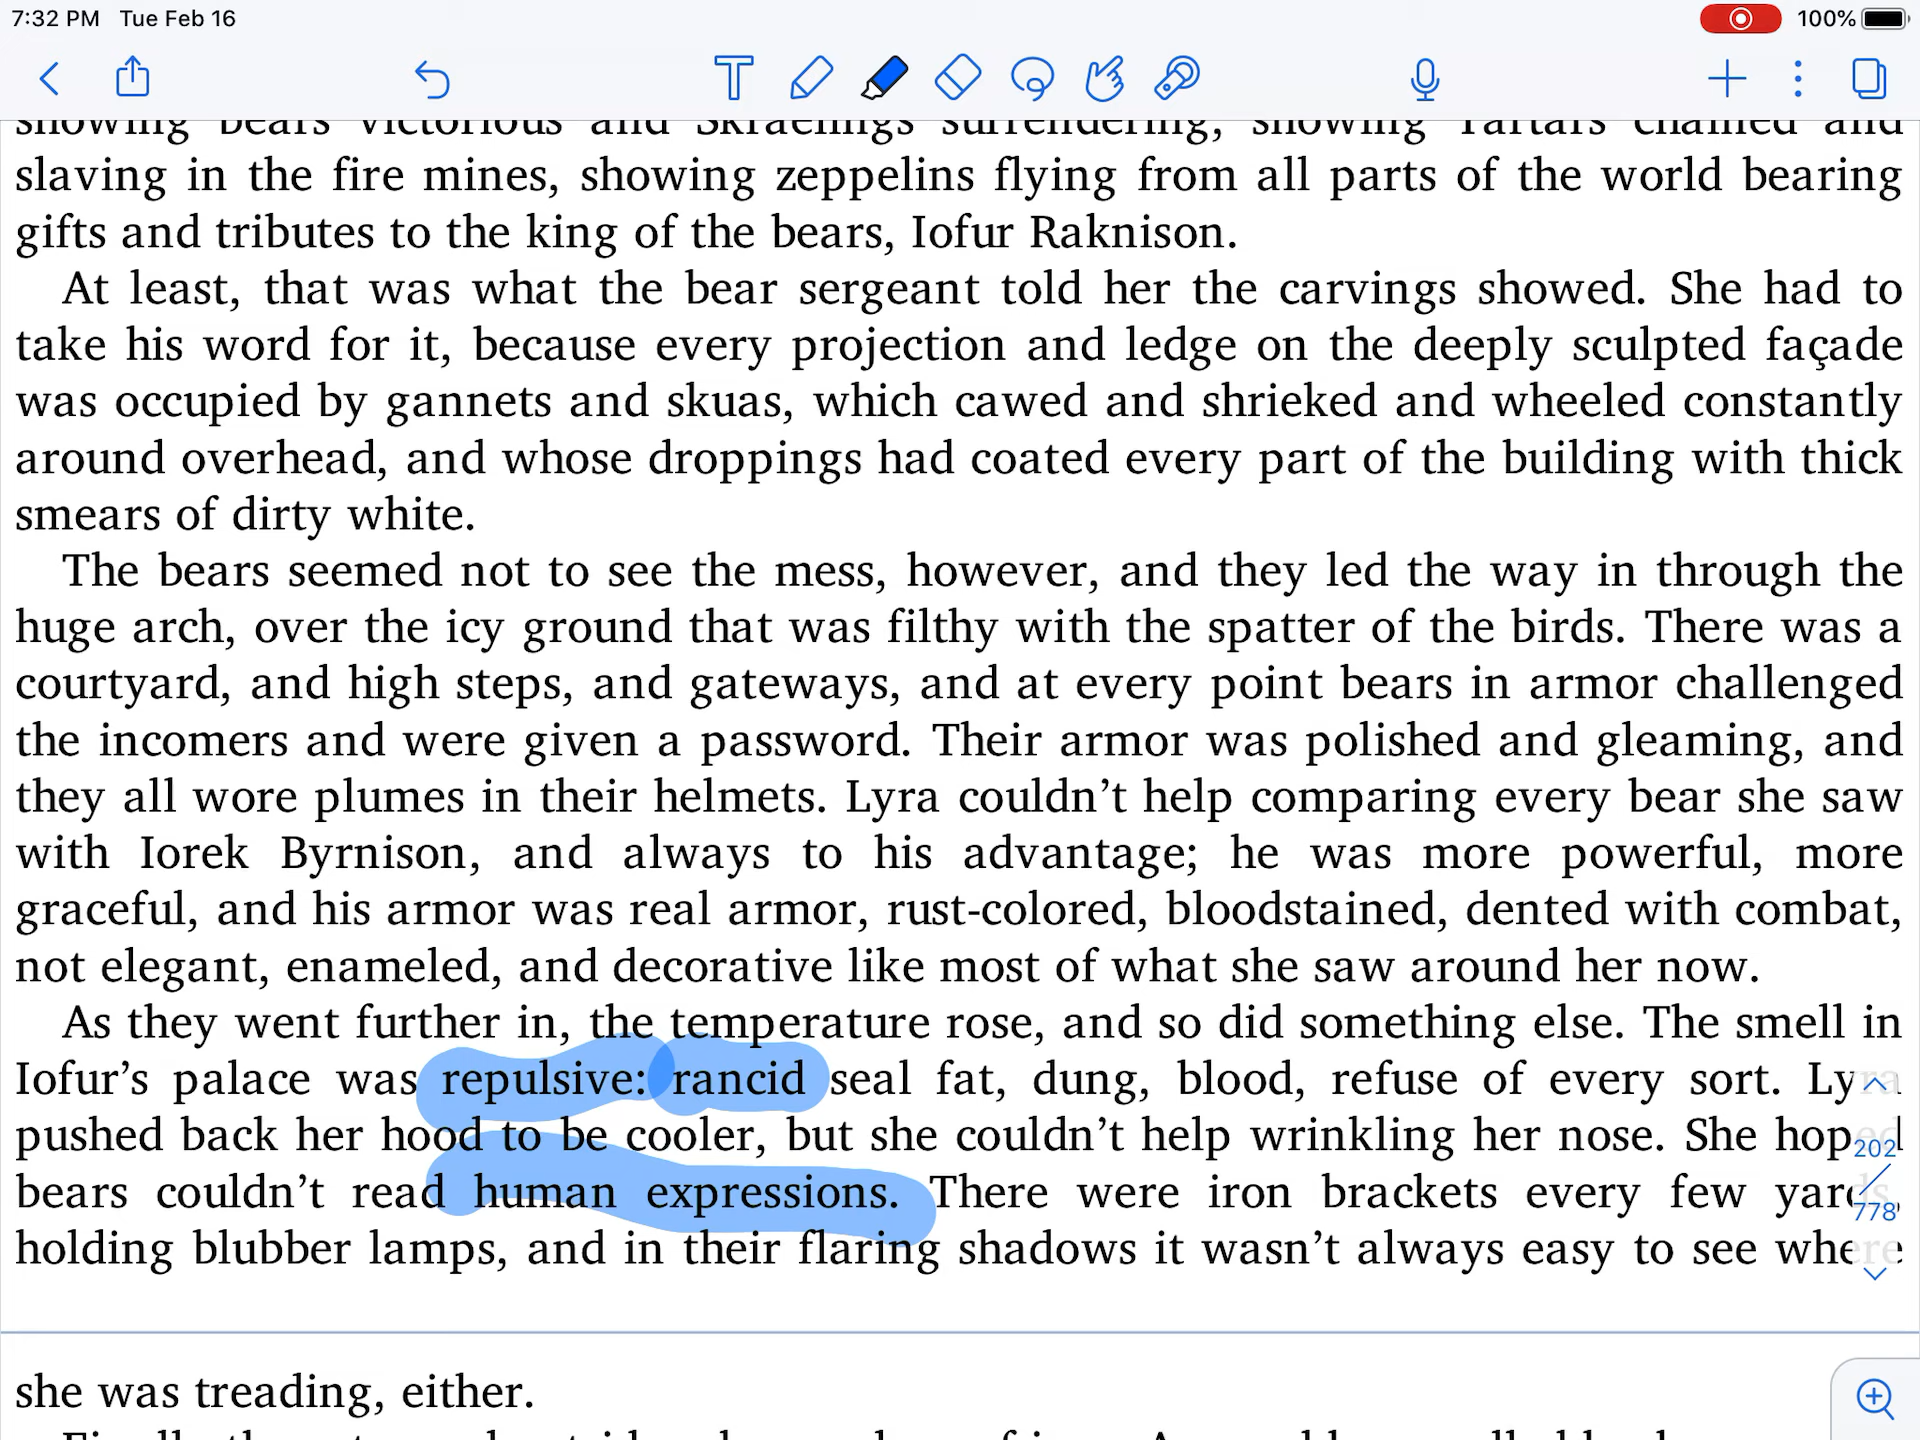 7:32 PM Tue Feb 16 100%
showing bears victorious and Skraelings surrendering, showing Tartars chained and
slaving in the fire mines, showing zeppelins flying from all parts of the world bearing
gifts and tributes to the king of the bears, Iofur Raknison.
At least, that was what the bear sergeant told her the carvings showed. She had to
take his word for it, because every projection and ledge on the deeply sculpted façade
was occupied by gannets and skuas, which cawed and shrieked and wheeled constantly
around overhead, and whose droppings had coated every part of the building with thick
smears of dirty white.
The bears seemed not to see the mess, however, and they led the way in through the
huge arch, over the icy ground that was filthy with the spatter of the birds. There was a
courtyard, and high steps, and gateways, and at every point bears in armor challenged
the incomers and were given a password. Their armor was polished and gleaming, and
they all wore plumes in their helmets. Lyra couldn’t help comparing every bear she saw
with Iorek Byrnison, and always to his advantage; he was more powerful, more
graceful, and his armor was real armor, rust-colored, bloodstained, dented with combat,
not elegant, enameled, and decorative like most of what she saw around her now.
As they went further in, the temperature rose, and so did something else. The smell in
Iofur’s palace was repulsive: rancid seal fat, dung, blood, refuse of every sort. Lyra
pushed back her hood to be cooler, but she couldn’t help wrinkling her nose. She hoped
bears couldn’t read human expressions. There were iron brackets every few yards,
holding blubber lamps, and in their flaring shadows it wasn’t always easy to see where
202
778
she was treading, either.